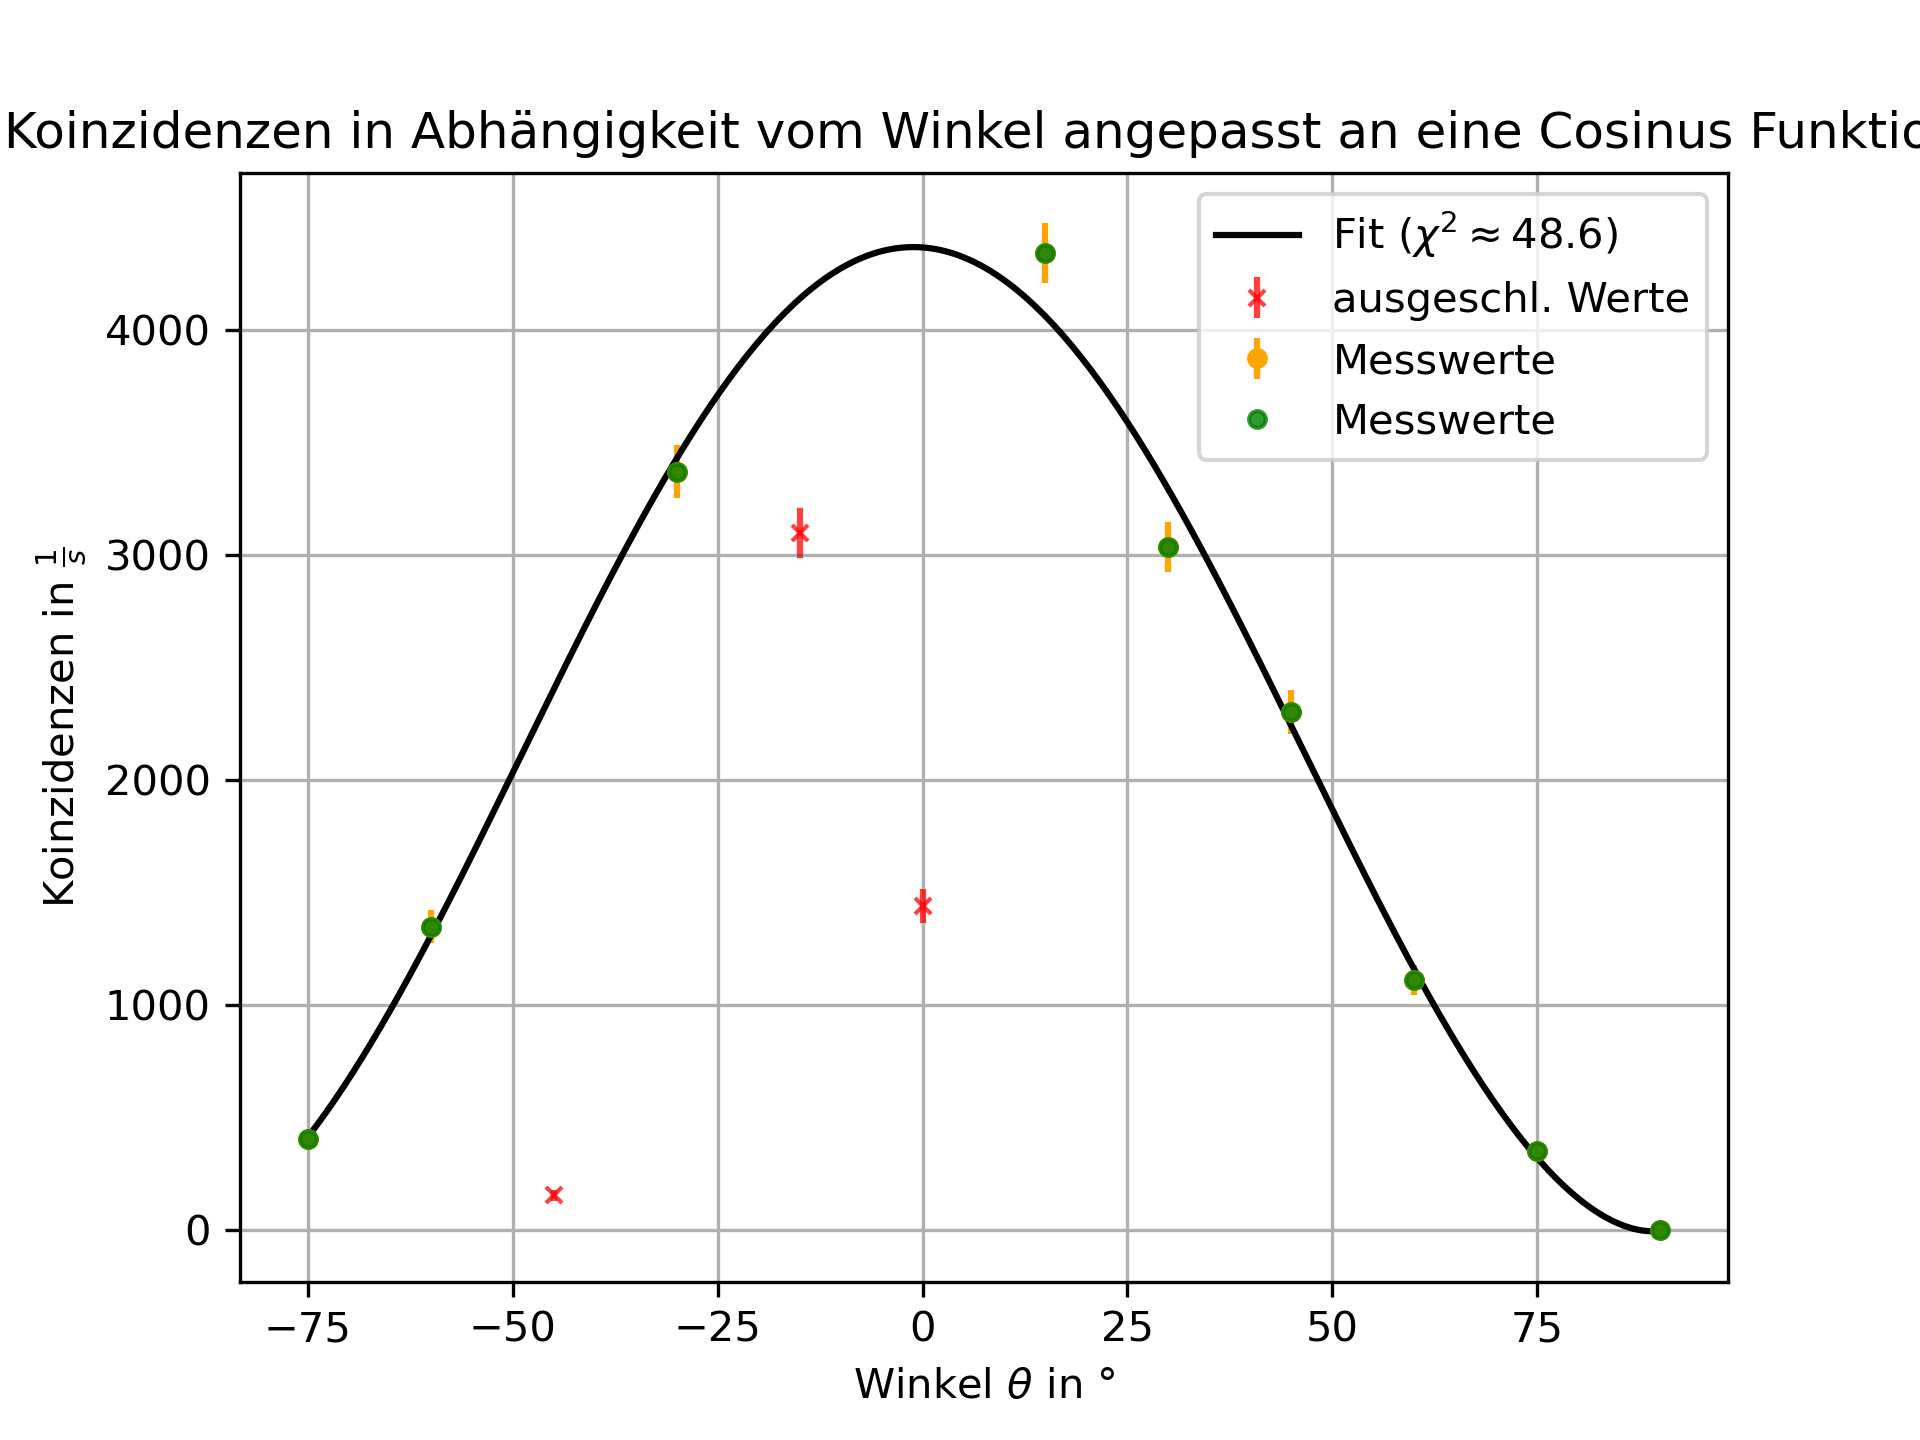 Koinzidenzen in Abhängigkeit vom Winkel angepasst an eine Cosinus Funktio
Fit (χ² ≈ 48.6)
ausgeschl. Werte
Messwerte
Messwerte
Koinzidenzen in 1/s
4000
3000
2000
1000
0
−75 −50 −25 0 25 50 75
Winkel θ in °